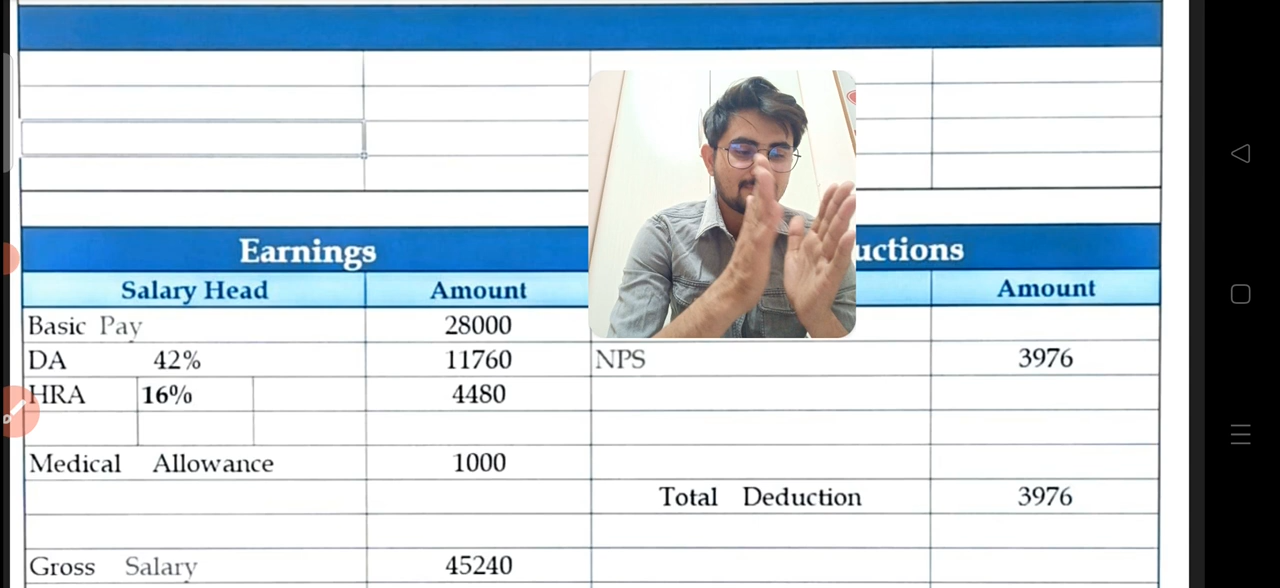 Earnings uctions
Salary Head Amount Amount
Basic Pay 28000
DA 42% 11760 NPS 3976
HRA 16% 4480
Medical Allowance 1000
Total Deduction 3976
Gross Salary 45240